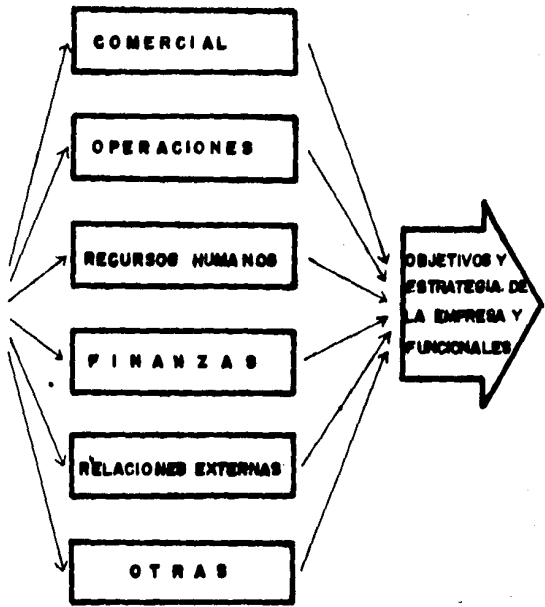 COMERCIAL
OPERACIONES
RECURSOS HUMANOS
FINANZAS
RELACIONES EXTERNAS
OTRAS
OBJETIVOS Y
ESTRATEGIA DE
LA EMPRESA Y
FUNCIONALES